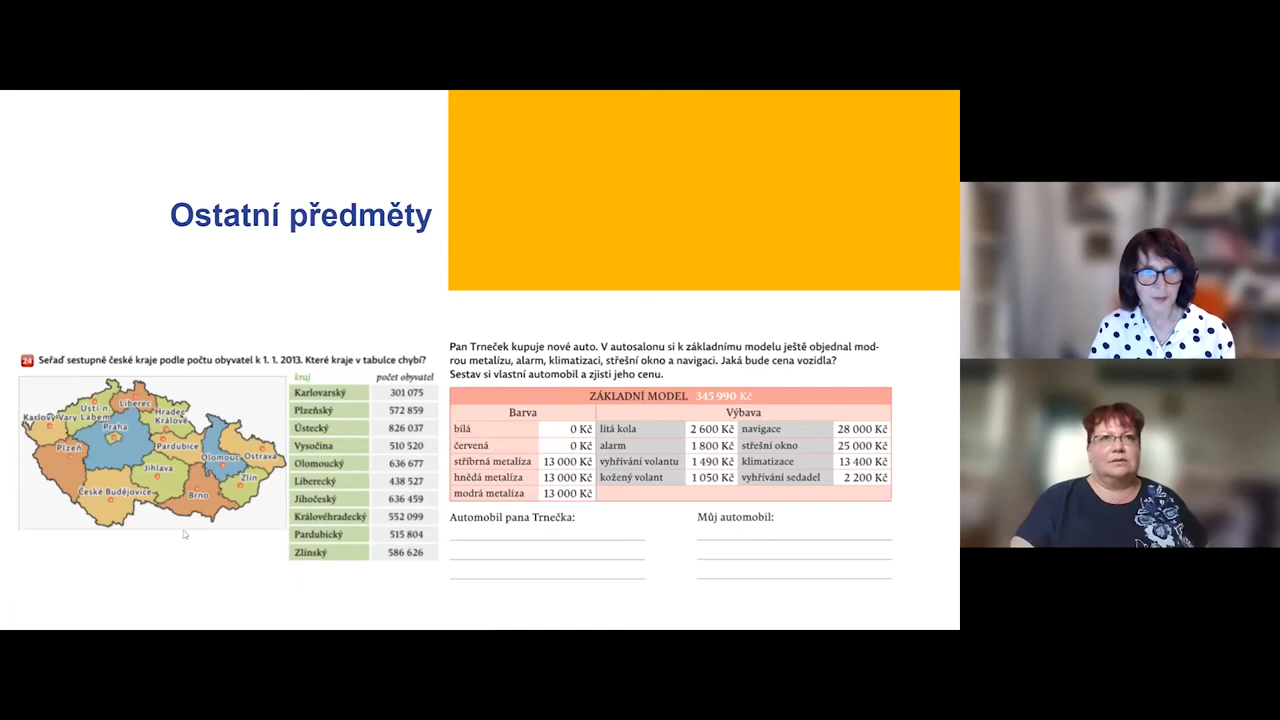 Ostatní předměty
24 Seřaď sestupně české kraje podle počtu obyvatel k 1. 1. 2013. Které kraje v tabulce chybí?
Liberec
Ústí n. Labem
Karlovy Vary
Hradec Králové
Praha
Plzeň
Pardubice
Olomouc
Ostrava
Jihlava
Zlín
České Budějovice
Brno
kraj počet obyvatel
Karlovarský 301 075
Plzeňský 572 859
Ústecký 826 037
Vysočina 510 520
Olomoucký 636 677
Liberecký 438 527
Jihočeský 636 459
Královéhradecký 552 099
Pardubický 515 804
Zlínský 586 626
Pan Trneček kupuje nové auto. V autosalonu si k základnímu modelu ještě objednal mod-
rou metalízu, alarm, klimatizaci, střešní okno a navigaci. Jaká bude cena vozidla?
Sestav si vlastní automobil a zjisti jeho cenu.
ZÁKLADNÍ MODEL 345 990 Kč
Barva Výbava
bílá 0 Kč litá kola 2 600 Kč navigace 28 000 Kč
červená 0 Kč alarm 1 800 Kč střešní okno 25 000 Kč
stříbrná metalíza 13 000 Kč vyhřívání volantu 1 490 Kč klimatizace 13 400 Kč
hnědá metalíza 13 000 Kč kožený volant 1 050 Kč vyhřívání sedadel 2 200 Kč
modrá metalíza 13 000 Kč
Automobil pana Trnečka: Můj automobil: